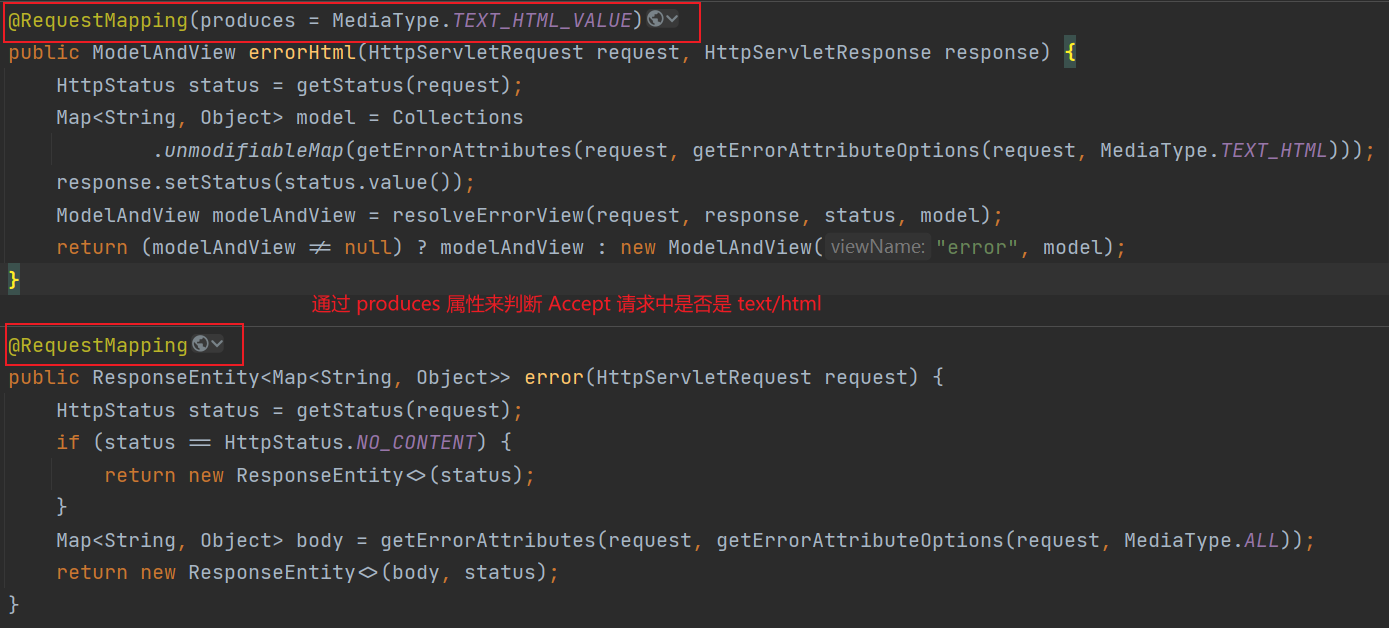 @RequestMapping(produces = MediaType.TEXT_HTML_VALUE)
public ModelAndView errorHtml(HttpServletRequest request, HttpServletResponse response) {
    HttpStatus status = getStatus(request);
    Map<String, Object> model = Collections
            .unmodifiableMap(getErrorAttributes(request, getErrorAttributeOptions(request, MediaType.TEXT_HTML)));
    response.setStatus(status.value());
    ModelAndView modelAndView = resolveErrorView(request, response, status, model);
    return (modelAndView ≠ null) ? modelAndView : new ModelAndView( viewName: "error", model);
}
通过 produces 属性来判断 Accept 请求中是否是 text/html
@RequestMapping
public ResponseEntity<Map<String, Object>> error(HttpServletRequest request) {
    HttpStatus status = getStatus(request);
    if (status == HttpStatus.NO_CONTENT) {
        return new ResponseEntity<>(status);
    }
    Map<String, Object> body = getErrorAttributes(request, getErrorAttributeOptions(request, MediaType.ALL));
    return new ResponseEntity<>(body, status);
}